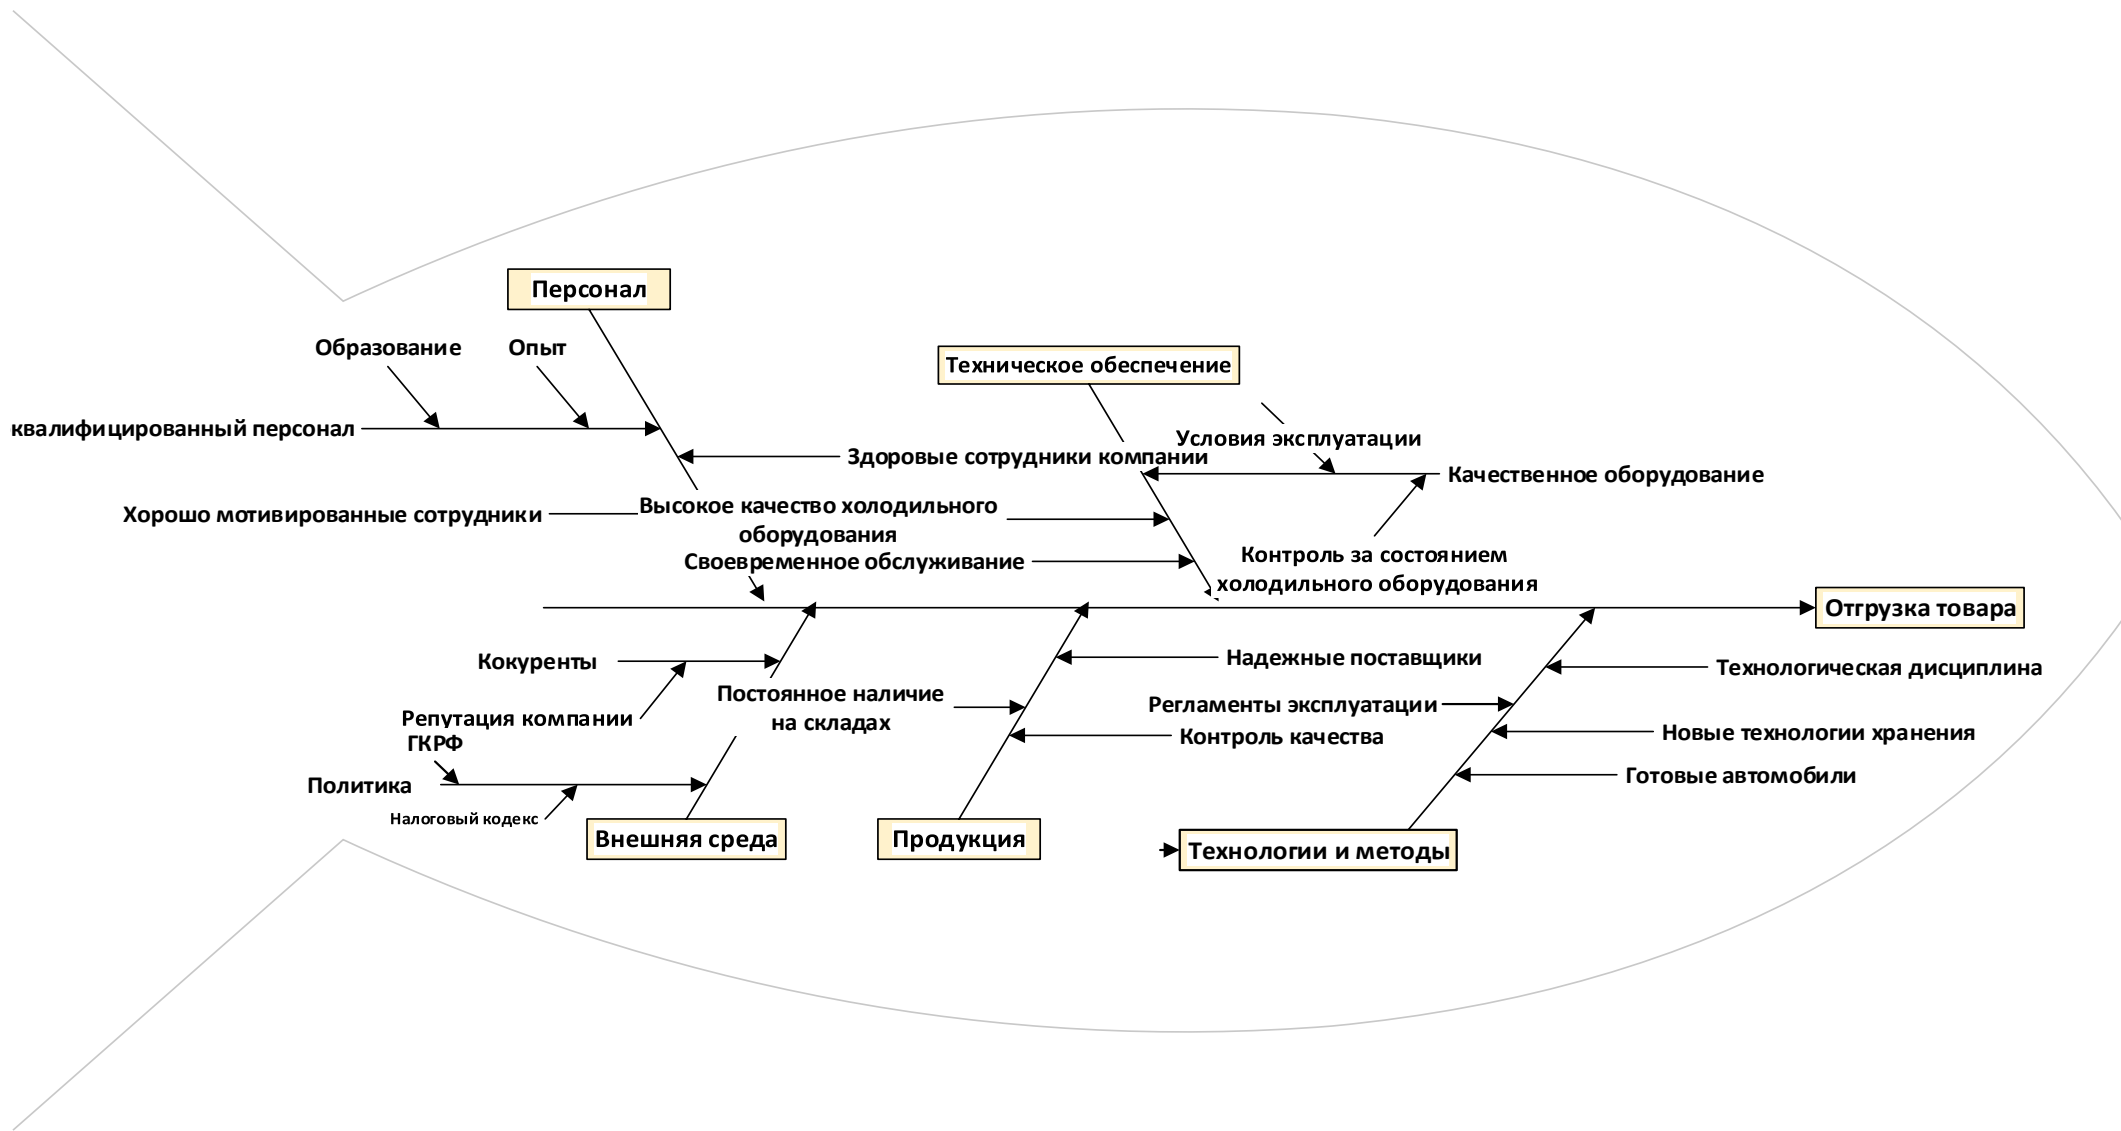 Персонал
Образование
Опыт
Техническое обеспечение
квалифицированный персонал
Условия эксплуатации
Здоровые сотрудники компании
Качественное оборудование
Хорошо мотивированные сотрудники
Высокое качество холодильного
оборудования
Своевременное обслуживание
Контроль за состоянием
холодильного оборудования
Отгрузка товара
Кокуренты
Надежные поставщики
Технологическая дисциплина
Постоянное наличие
на складах
Регламенты эксплуатации
Репутация компании
ГКРФ
Контроль качества
Новые технологии хранения
Готовые автомобили
Политика
Налоговый кодекс
Внешняя среда
Продукция
Технологии и методы